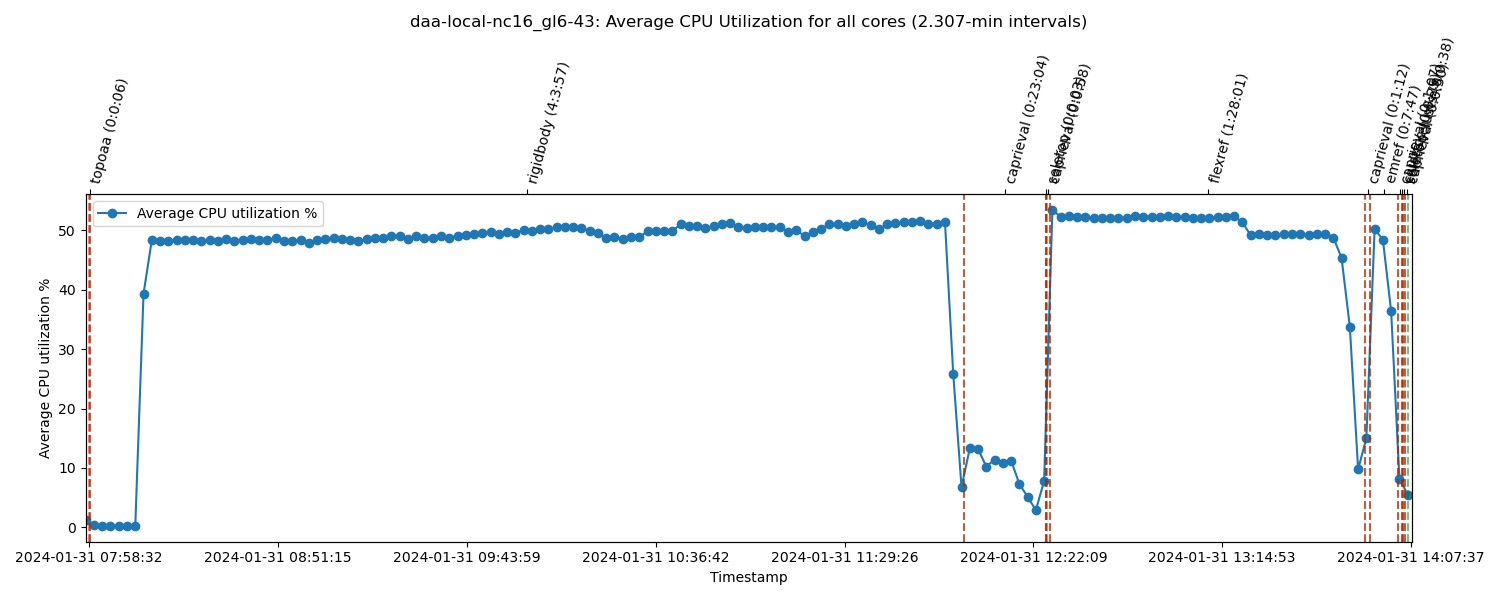 daa-local-nc16_gl6-43: Average CPU Utilization for all cores (2.307-min intervals)
topoaa (0:0:06)
rigidbody (4:3:57)
caprieval (0:23:04)
caprieval (0:0:58)
flexref (1:28:01)
caprieval (0:1:12)
emref (0:7:47)
Average CPU utilization %
Average CPU utilization %
50
40
30
20
10
0
2024-01-31 07:58:32
2024-01-31 08:51:15
2024-01-31 09:43:59
2024-01-31 10:36:42
2024-01-31 11:29:26
2024-01-31 12:22:09
2024-01-31 13:14:53
2024-01-31 14:07:37
Timestamp